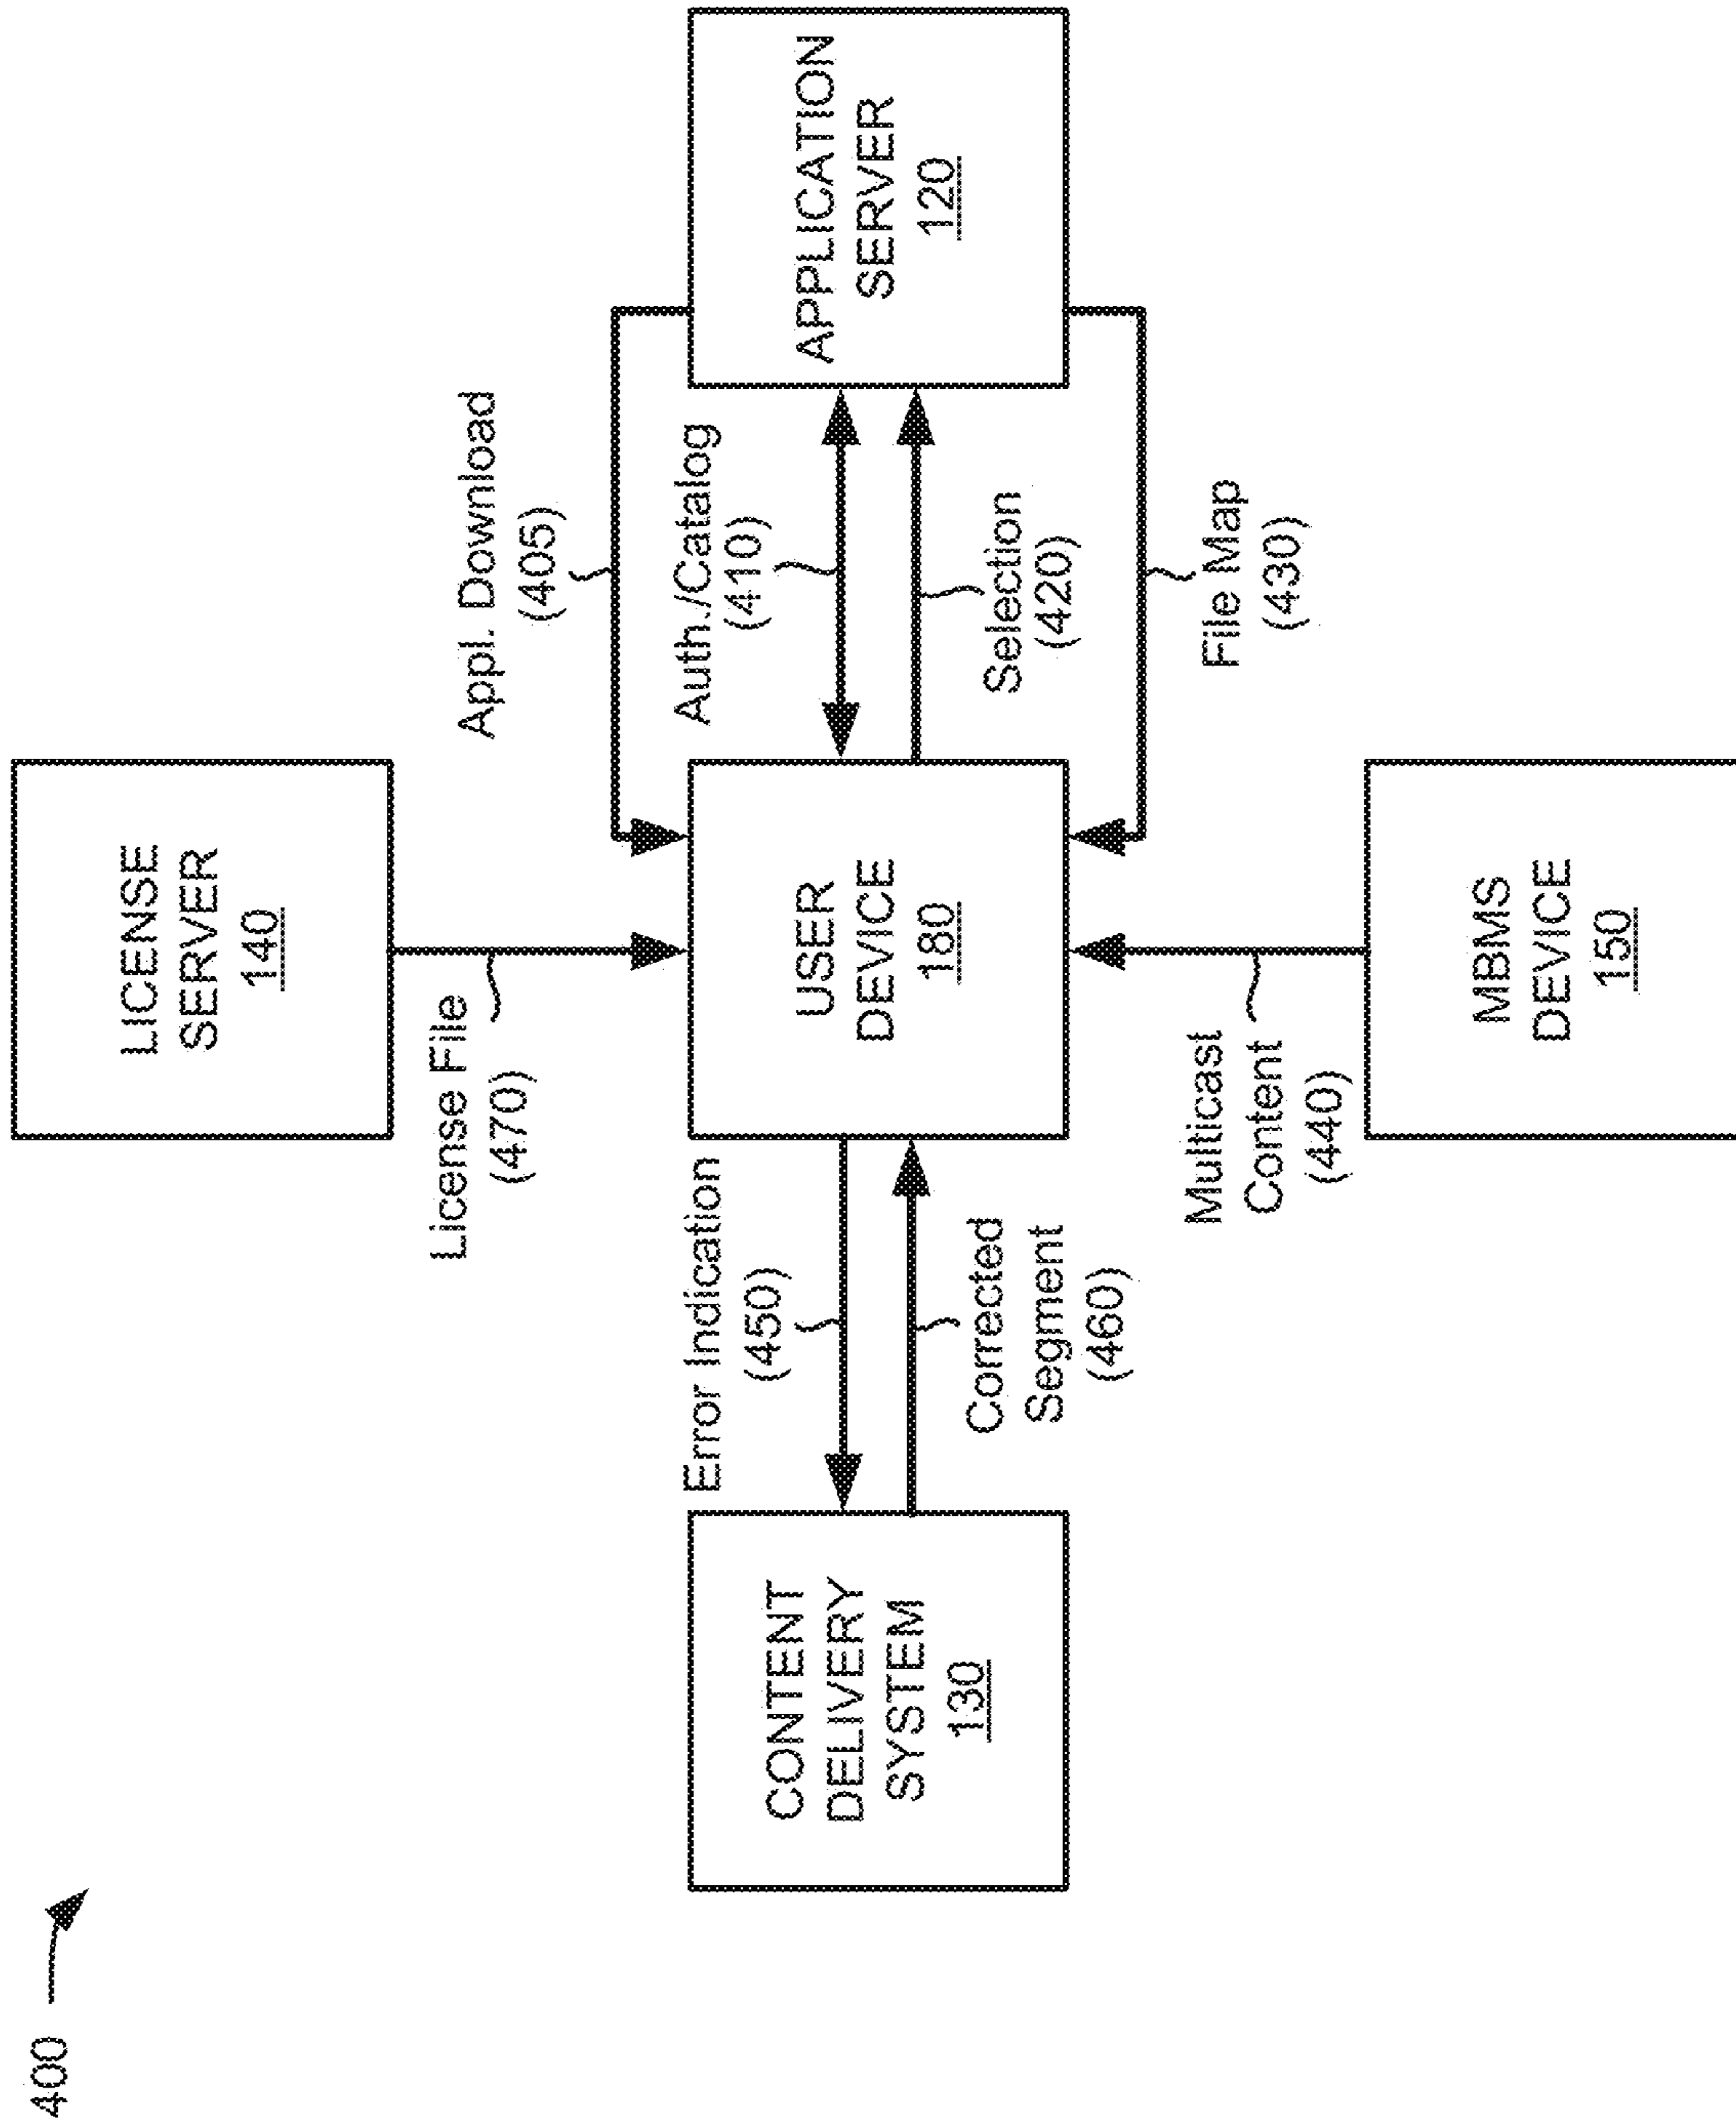 400
LICENSE
SERVER
140
License File
(470)
Appl. Download
(405)
CONTENT
DELIVERY
SYSTEM
130
Error Indication
(450)
Corrected
Segment
(460)
USER
DEVICE
180
Auth./Catalog
(410)
Selection
(420)
APPLICATION
SERVER
120
Multicast
Content
(440)
File Map
(430)
MBMS
DEVICE
150